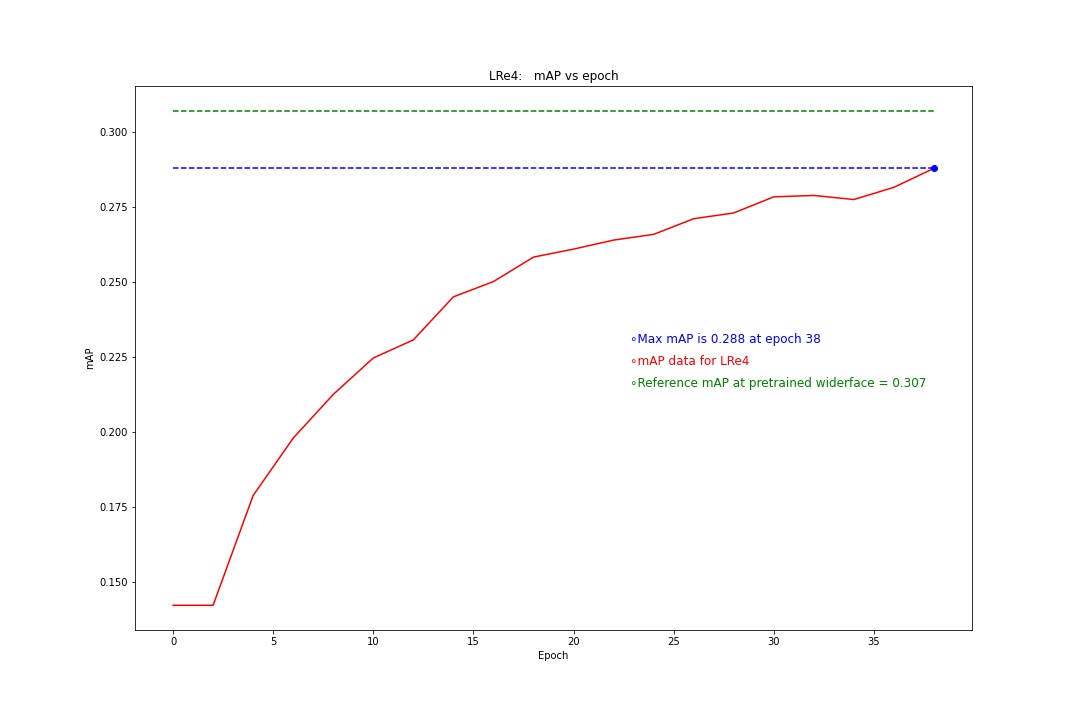 LRe4: mAP vs epoch
0.300
0.275
0.250
0.225
0.200
0.175
0.150
mAP
∘Max mAP is 0.288 at epoch 38
∘mAP data for LRe4
∘Reference mAP at pretrained widerface = 0.307
0 5 10 15 20 25 30 35
Epoch